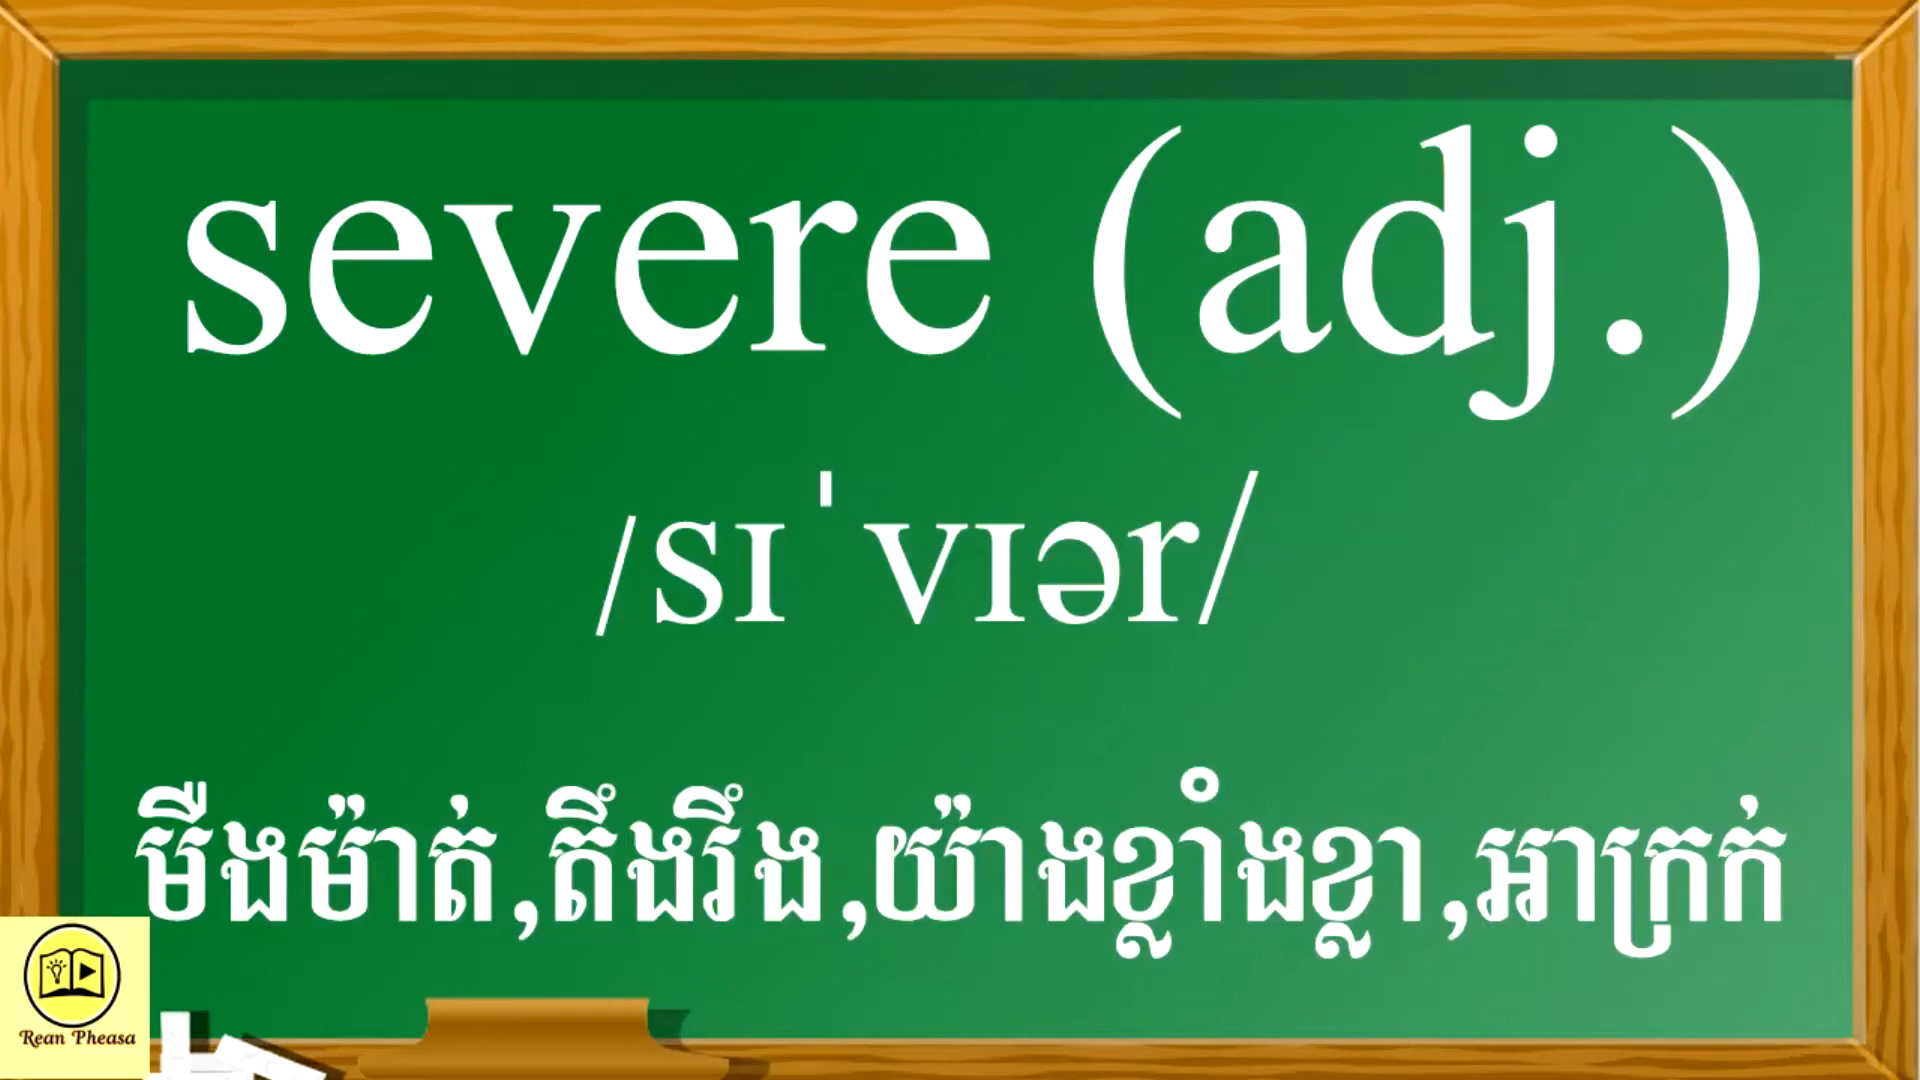 severe (adj.)
/sɪˈvɪər/
ម៉ឺងម៉ាត់,តឹងរឹង,យ៉ាងខ្លាំងខ្លា,អាក្រក់
Rean Pheasa